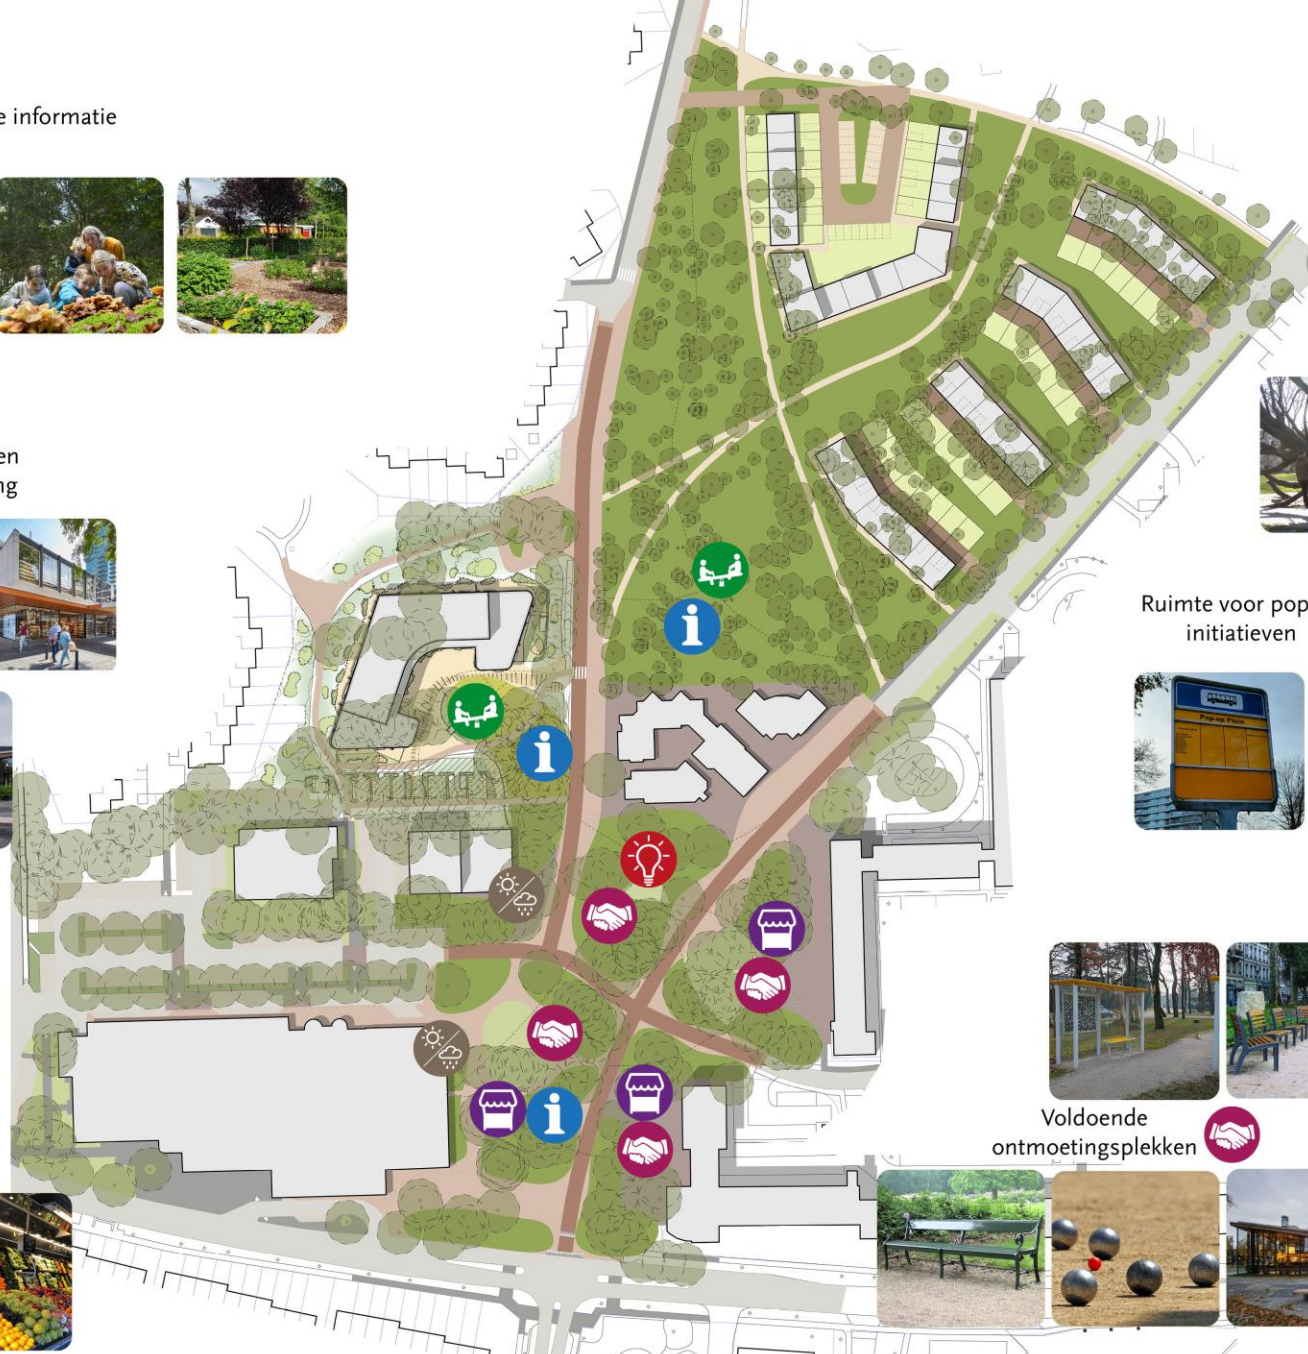 e informatie
en
ng
Ruimte voor pop
initiatieven
Pop-up Plein
Voldoende
ontmoetingsplekken